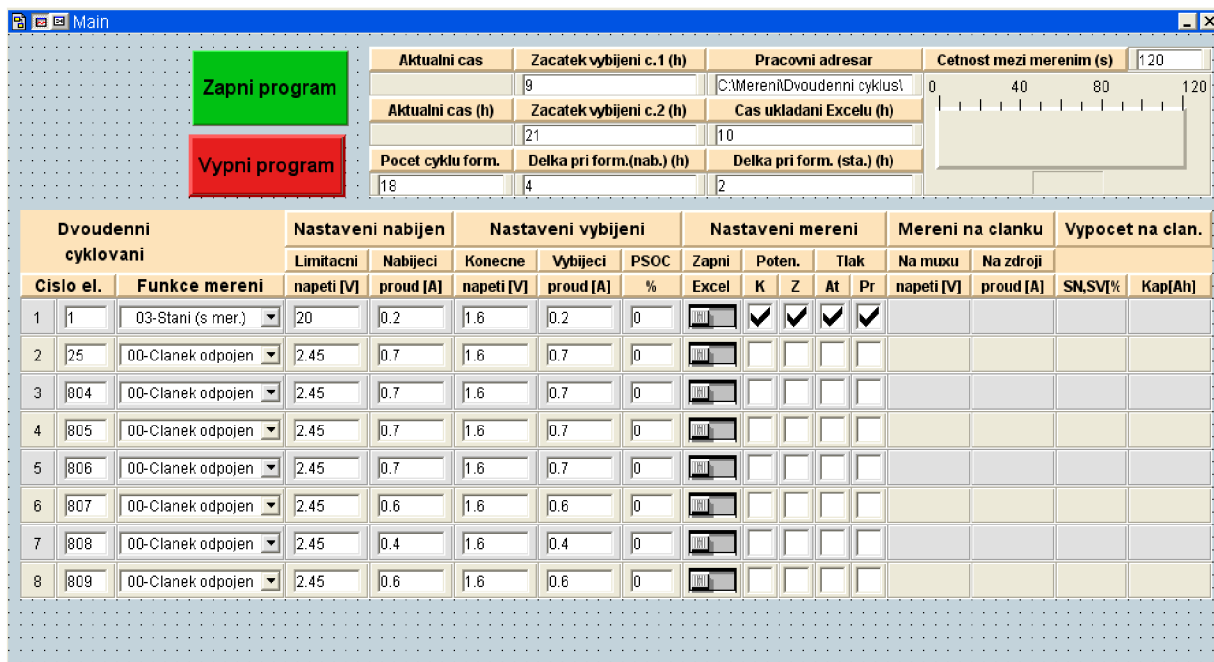 Main
Zapni program
Vypni program
Aktualni cas Zacatek vybijeni c.1 (h) Pracovni adresar Cetnost mezi merenim (s) 120
9 C:\Mereni\Dvoudenni cyklus\ 0 40 80 120
Aktualni cas (h) Zacatek vybijeni c.2 (h) Cas ukladani Excelu (h)
21 10
Pocet cyklu form. Delka pri form.(nab.) (h) Delka pri form. (sta.) (h)
18 4 2
Dvoudenni Nastaveni nabijen Nastaveni vybijeni Nastaveni mereni Mereni na clanku Vypocet na clan.
cyklovani Limitacni Nabijeci Konecne Vybijeci PSOC Zapni Poten. Tlak Na muxu Na zdroji
Cislo el. Funkce mereni napeti [V] proud [A] napeti [V] proud [A] % Excel K Z At Pr napeti [V] proud [A] SN,SV[% Kap[Ah]
1 1 03-Stani (s mer.) 20 0.2 1.6 0.2 0
2 25 00-Clanek odpojen 2.45 0.7 1.6 0.7 0
3 804 00-Clanek odpojen 2.45 0.7 1.6 0.7 0
4 805 00-Clanek odpojen 2.45 0.7 1.6 0.7 0
5 806 00-Clanek odpojen 2.45 0.7 1.6 0.7 0
6 807 00-Clanek odpojen 2.45 0.6 1.6 0.6 0
7 808 00-Clanek odpojen 2.45 0.4 1.6 0.4 0
8 809 00-Clanek odpojen 2.45 0.6 1.6 0.6 0